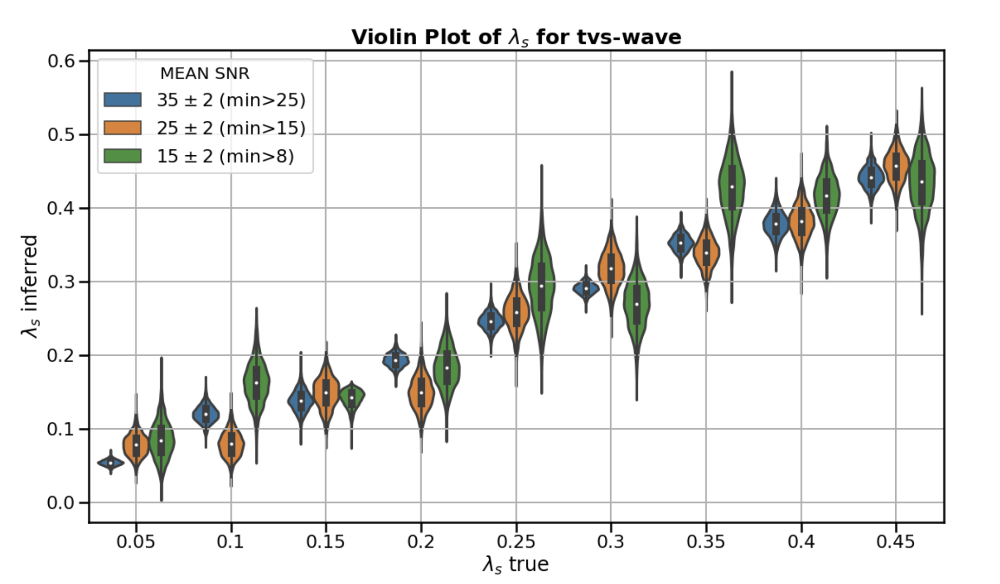 Violin Plot of λₛ for tvs-wave
MEAN SNR
35 ± 2 (min>25)
25 ± 2 (min>15)
15 ± 2 (min>8)
0.6
0.5
0.4
0.3
0.2
0.1
0.0
λₛ inferred
0.05 0.1 0.15 0.2 0.25 0.3 0.35 0.4 0.45
λₛ true